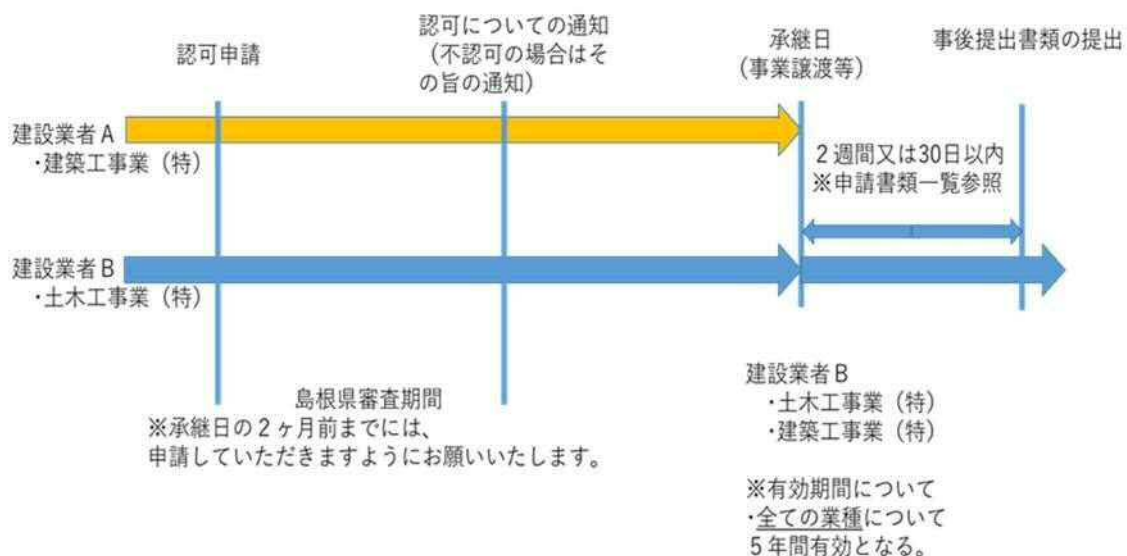 認可申請
認可についての通知
（不認可の場合はそ
の旨の通知）
承継日
（事業譲渡等）
事後提出書類の提出
建設業者A
・建築工事業（特）
２週間又は30日以内
※申請書類一覧参照
建設業者B
・土木工事業（特）
島根県審査期間
※承継日の２ヶ月前までには、
申請していただきますようにお願いいたします。
建設業者B
・土木工事業（特）
・建築工事業（特）
※有効期間について
・全ての業種について
５年間有効となる。